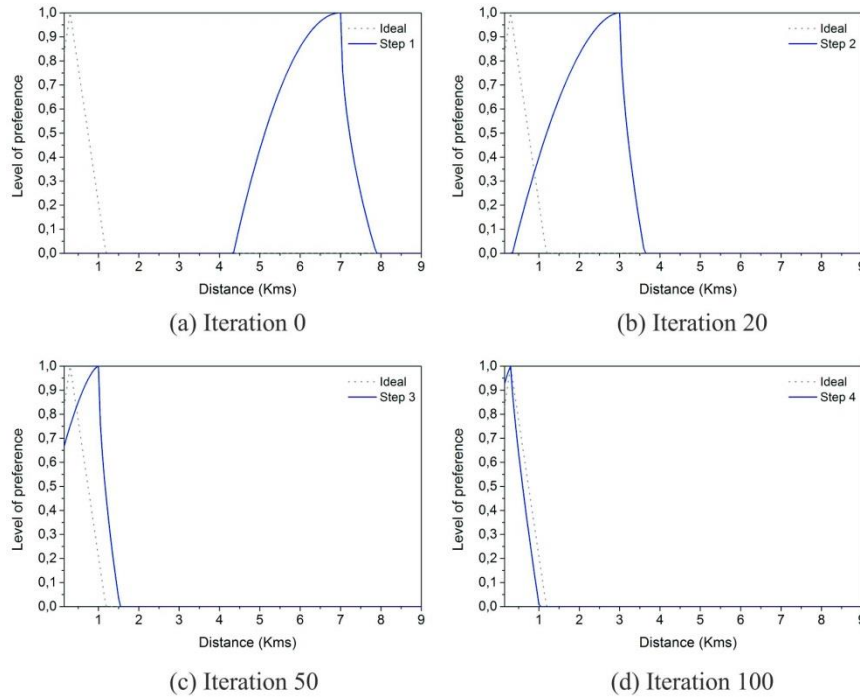 1,0
0,9
0,8
0,7
0,6
0,5
0,4
0,3
0,2
0,1
0,0
Level of preference
Ideal
Step 1
1 2 3 4 5 6 7 8 9
Distance (Kms)
(a) Iteration 0
1,0
0,9
0,8
0,7
0,6
0,5
0,4
0,3
0,2
0,1
0,0
Level of preference
Ideal
Step 2
1 2 3 4 5 6 7 8 9
Distance (Kms)
(b) Iteration 20
1,0
0,9
0,8
0,7
0,6
0,5
0,4
0,3
0,2
0,1
0,0
Level of preference
Ideal
Step 3
1 2 3 4 5 6 7 8 9
Distance (Kms)
(c) Iteration 50
1,0
0,9
0,8
0,7
0,6
0,5
0,4
0,3
0,2
0,1
0,0
Level of preference
Ideal
Step 4
1 2 3 4 5 6 7 8 9
Distance (Kms)
(d) Iteration 100